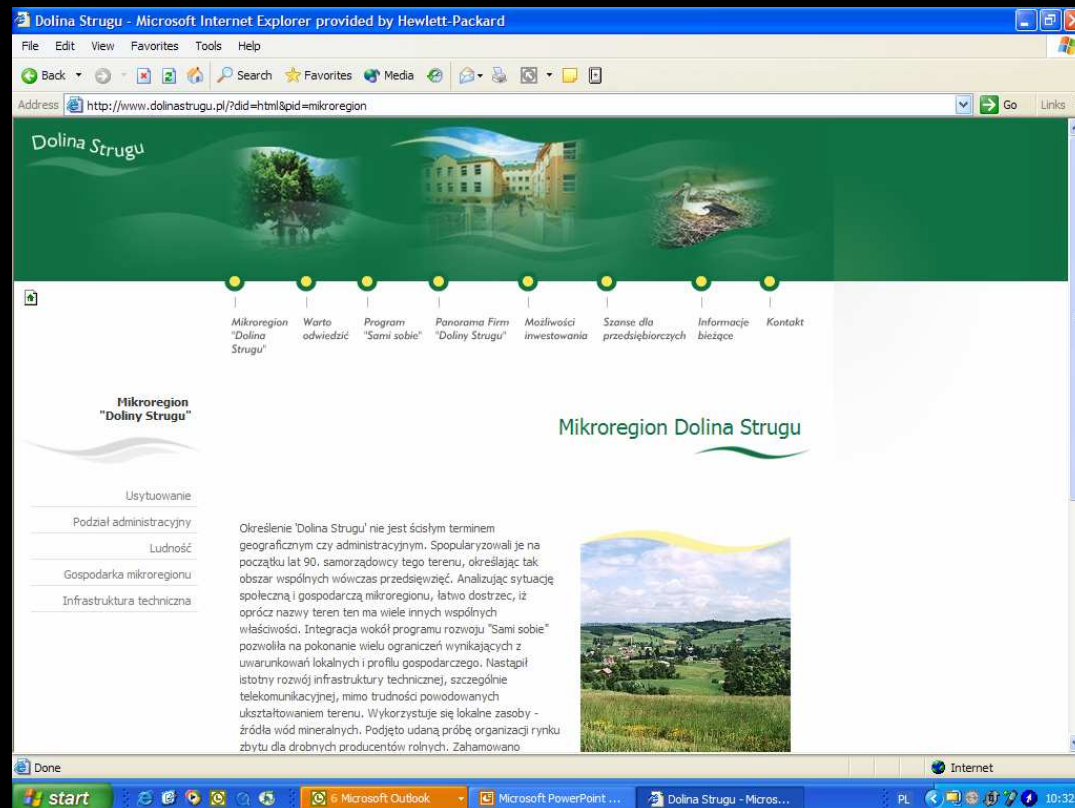 Dolina Strugu - Microsoft Internet Explorer provided by Hewlett-Packard
File Edit View Favorites Tools Help
Back Search Favorites Media
Address http://www.dolinastrugu.pl/?did=html&pid=mikroregion Go Links
Dolina Strugu
Mikroregion "Dolina Strugu"
Warto odwiedzić
Program "Sami sobie"
Panorama Firm "Doliny Strugu"
Możliwości inwestowania
Szanse dla przedsiębiorczych
Informacje bieżące
Kontakt
Mikroregion
"Doliny Strugu"
Mikroregion Dolina Strugu
Usytuowanie
Podział administracyjny
Ludność
Gospodarka mikroregionu
Infrastruktura techniczna
Określenie 'Dolina Strugu' nie jest ścisłym terminem
geograficznym czy administracyjnym. Spopularyzowali je na
początku lat 90. samorządowcy tego terenu, określając tak
obszar wspólnych wówczas przedsięwzięć. Analizując sytuację
społeczną i gospodarczą mikroregionu, łatwo dostrzec, iż
oprócz nazwy teren ten ma wiele innych wspólnych
właściwości. Integracja wokół programu rozwoju "Sami sobie"
pozwoliła na pokonanie wielu ograniczeń wynikających z
uwarunkowań lokalnych i profilu gospodarczego. Nastąpił
istotny rozwój infrastruktury technicznej, szczególnie
telekomunikacyjnej, mimo trudności powodowanych
ukształtowaniem terenu. Wykorzystuje się lokalne zasoby -
źródła wód mineralnych. Podjęto udaną próbę organizacji rynku
zbytu dla drobnych producentów rolnych. Zahamowano
Done Internet
start 6 Microsoft Outlook Microsoft PowerPoint ... Dolina Strugu - Micros... PL 10:32